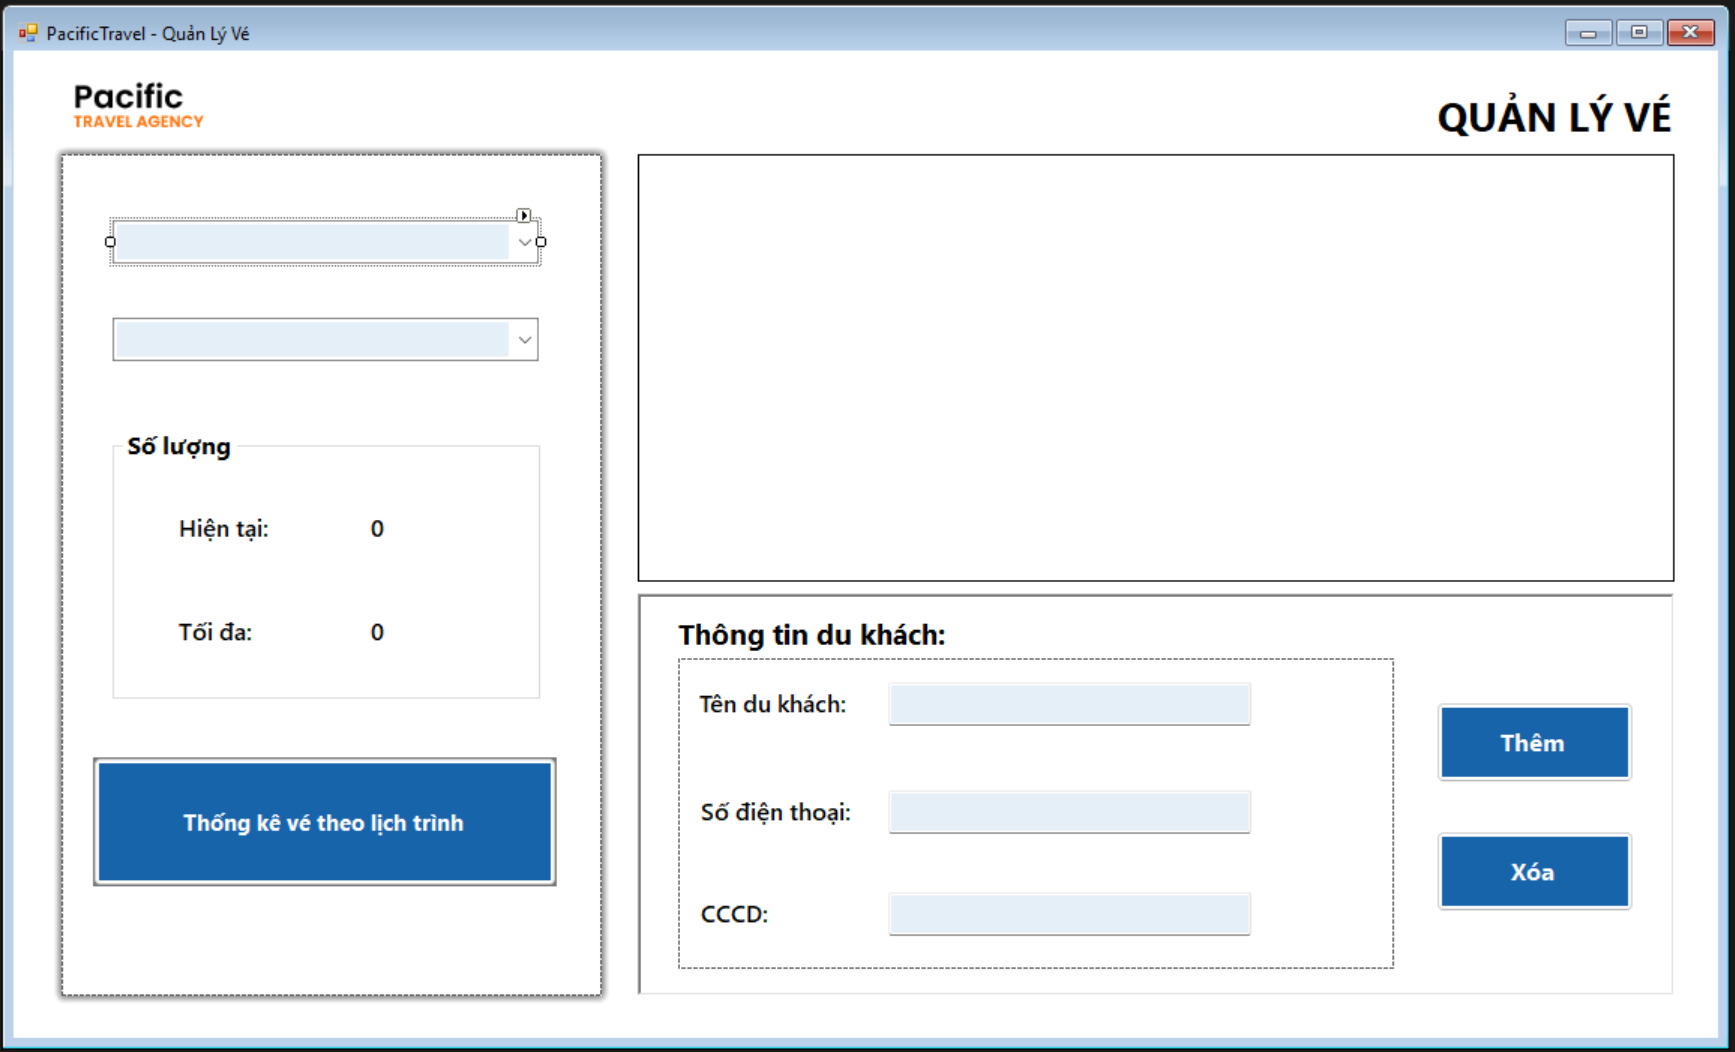 PacificTravel - Quản Lý Vé
Pacific
TRAVEL AGENCY
QUẢN LÝ VÉ
Số lượng
Hiện tại: 0
Tối đa: 0
Thống kê vé theo lịch trình
Thông tin du khách:
Tên du khách:
Số điện thoại:
CCCD:
Thêm
Xóa